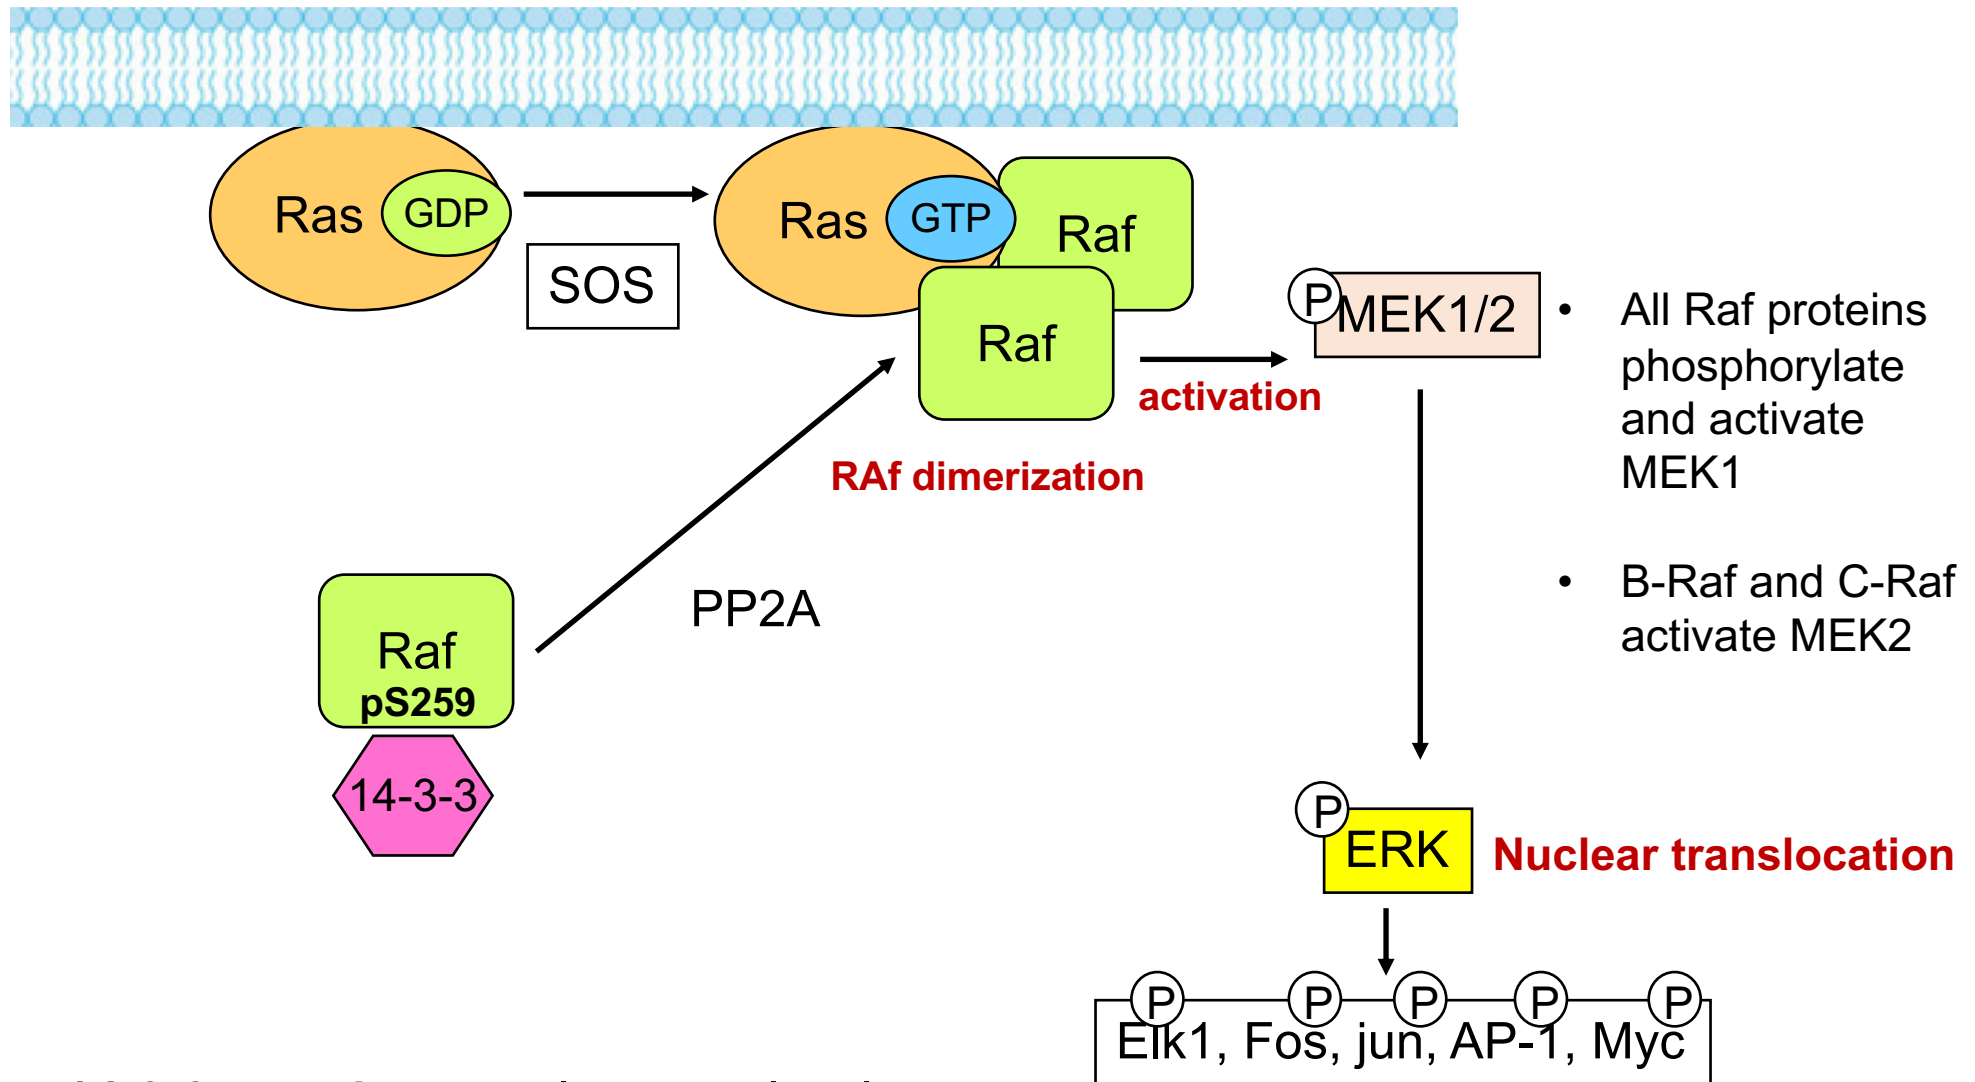 Ras
GDP
SOS
Ras
GTP
Raf
Raf
P
MEK1/2
activation
RAf dimerization
PP2A
Raf
pS259
14-3-3
• All Raf proteins
phosphorylate
and activate
MEK1
• B-Raf and C-Raf
activate MEK2
P
ERK
Nuclear translocation
P P P P P
Elk1, Fos, jun, AP-1, Myc